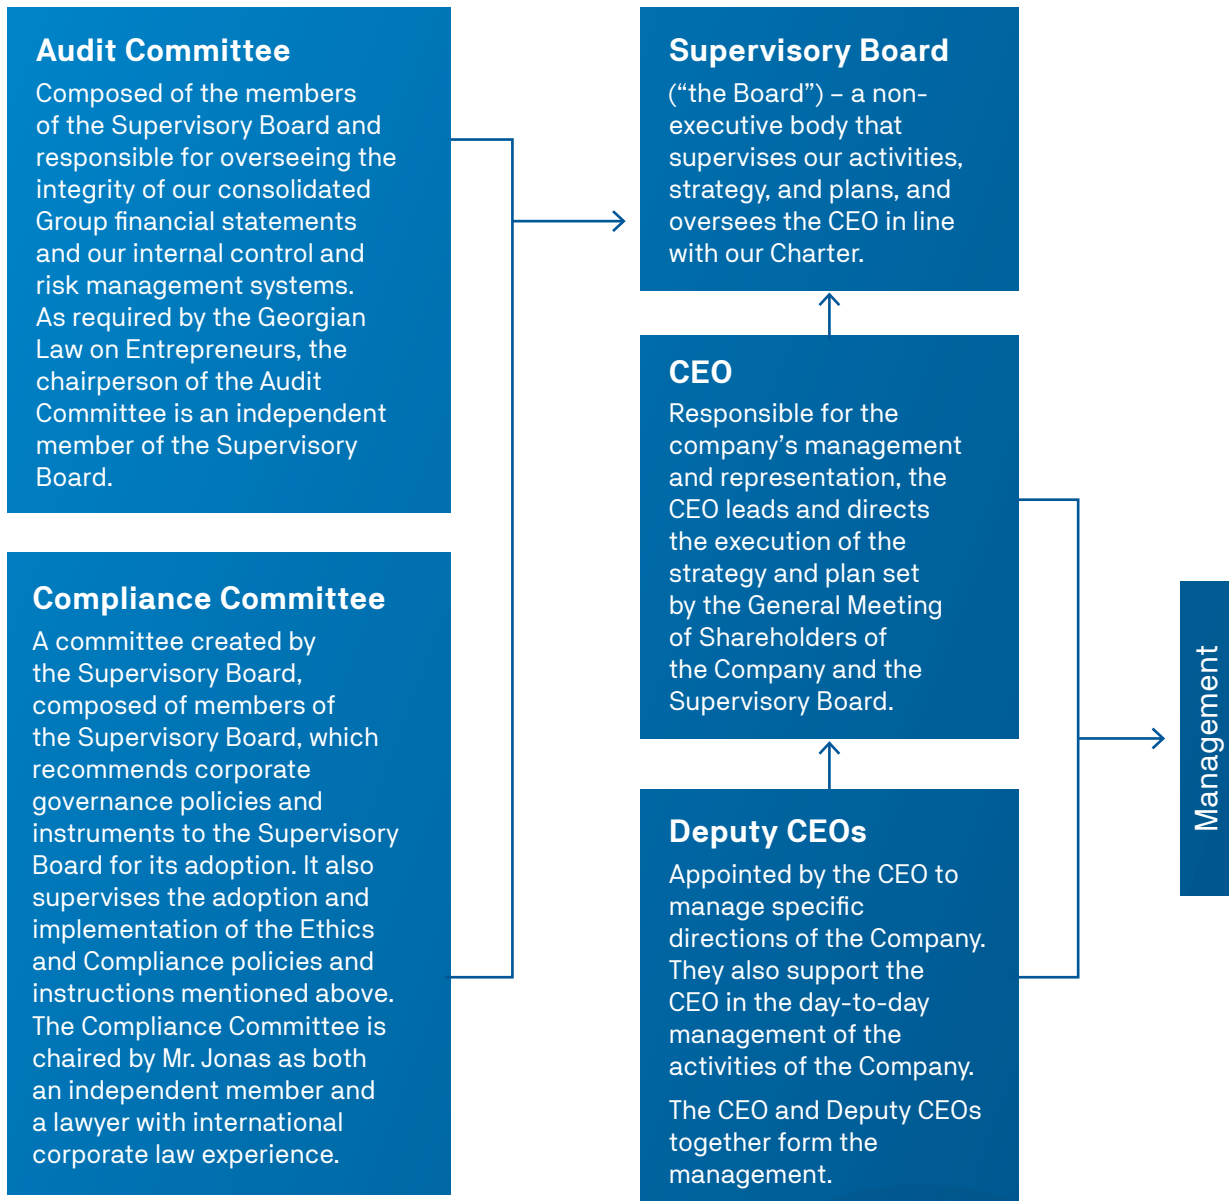 Audit Committee
Composed of the members
of the Supervisory Board and
responsible for overseeing the
integrity of our consolidated
Group financial statements
and our internal control and
risk management systems.
As required by the Georgian
Law on Entrepreneurs, the
chairperson of the Audit
Committee is an independent
member of the Supervisory
Board.
Compliance Committee
A committee created by
the Supervisory Board,
composed of members of
the Supervisory Board, which
recommends corporate
governance policies and
instruments to the Supervisory
Board for its adoption. It also
supervises the adoption and
implementation of the Ethics
and Compliance policies and
instructions mentioned above.
The Compliance Committee is
chaired by Mr. Jonas as both
an independent member and
a lawyer with international
corporate law experience.
Supervisory Board
(“the Board”) – a non-
executive body that
supervises our activities,
strategy, and plans, and
oversees the CEO in line
with our Charter.
CEO
Responsible for the
company’s management
and representation, the
CEO leads and directs
the execution of the
strategy and plan set
by the General Meeting
of Shareholders of
the Company and the
Supervisory Board.
Deputy CEOs
Appointed by the CEO to
manage specific
directions of the Company.
They also support the
CEO in the day-to-day
management of the
activities of the Company.
The CEO and Deputy CEOs
together form the
management.
Management